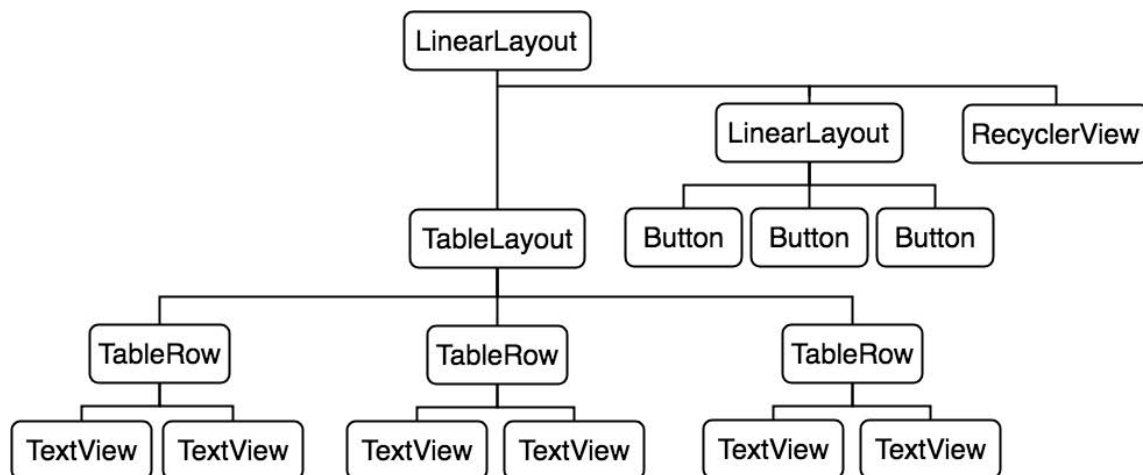 LinearLayout
LinearLayout
RecyclerView
TableLayout
Button
Button
Button
TableRow
TableRow
TableRow
TextView
TextView
TextView
TextView
TextView
TextView